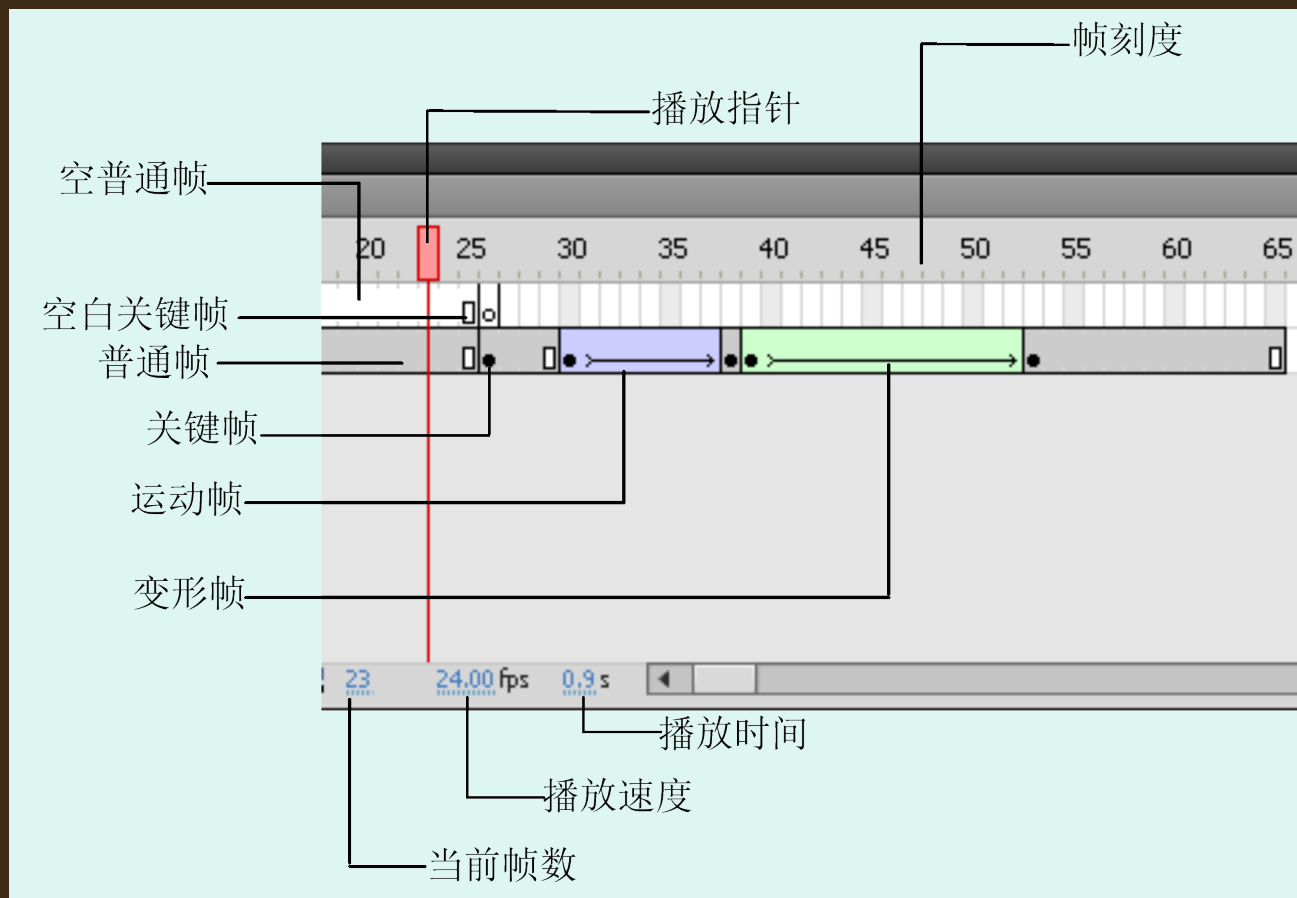 帧刻度
播放指针
空普通帧
20 25 30 35 40 45 50 55 60 65
空白关键帧
普通帧
关键帧
运动帧
变形帧
23 24.00 fps 0.9 s
播放时间
播放速度
当前帧数